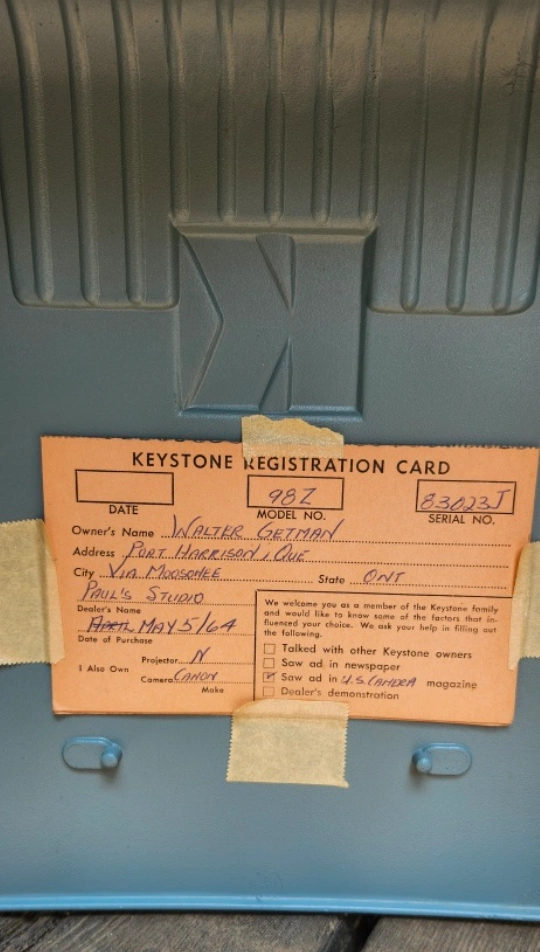 KEYSTONE REGISTRATION CARD
98Z 83023J
DATE MODEL NO. SERIAL NO.
Owner's Name WALTER GETMAN
Address PORT HARRISON, QUE
City VIA MOOSONEE State ONT
PAUL'S STUDIO
Dealer's Name
APRIL MAY 5/64
Date of Purchase
I Also Own
Projector N
Camera CANON
Make
We welcome you as a member of the Keystone family
and would like to know some of the factors that in-
fluenced your choice. We ask your help in filling out
the following.
Talked with other Keystone owners
Saw ad in newspaper
Saw ad in U.S. CAMERA magazine
Dealer's demonstration